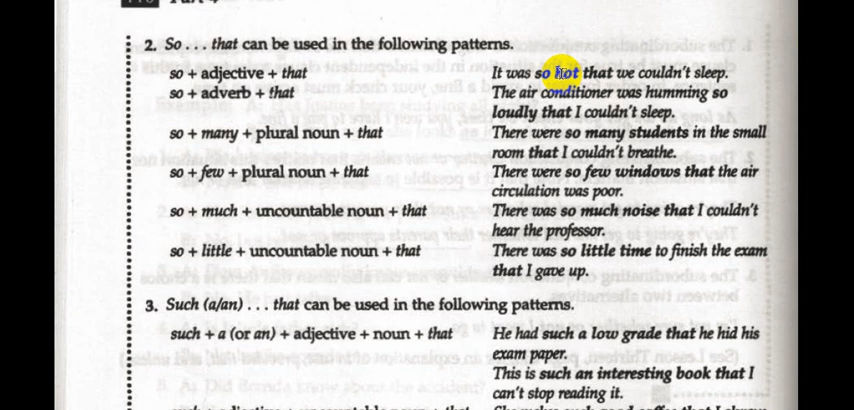 2. So . . . that can be used in the following patterns.
so + adjective + that It was so hot that we couldn't sleep.
so + adverb + that The air conditioner was humming so
loudly that I couldn't sleep.
so + many + plural noun + that There were so many students in the small
room that I couldn't breathe.
so + few + plural noun + that There were so few windows that the air
circulation was poor.
so + much + uncountable noun + that There was so much noise that I couldn't
hear the professor.
so + little + uncountable noun + that There was so little time to finish the exam
that I gave up.
3. Such (a/an) . . . that can be used in the following patterns.
such + a (or an) + adjective + noun + that He had such a low grade that he hid his
exam paper.
This is such an interesting book that I
can't stop reading it.